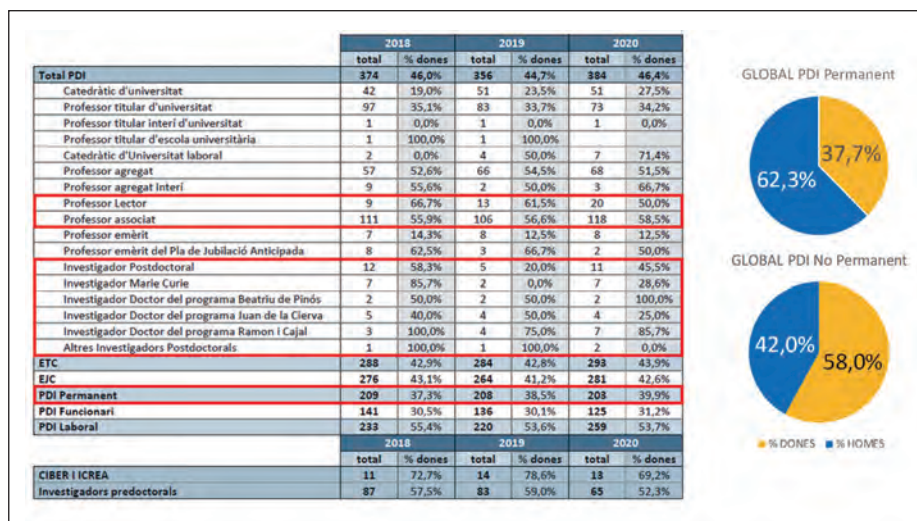 2018 2019 2020
total % dones total % dones total % dones
Total PDI 374 46,0% 356 44,7% 384 46,4%
Catedràtic d'universitat 42 19,0% 51 23,5% 51 27,5%
Professor titular d'universitat 97 35,1% 83 33,7% 73 34,2%
Professor titular interí d'universitat 1 0,0% 1 0,0% 1 0,0%
Professor titular d'escola universitària 1 100,0% 1 100,0%
Catedràtic d'Universitat laboral 2 0,0% 4 50,0% 7 71,4%
Professor agregat 57 52,6% 66 54,5% 68 51,5%
Professor agregat Interí 9 55,6% 2 50,0% 3 66,7%
Professor Lector 9 66,7% 13 61,5% 20 50,0%
Professor associat 111 55,9% 106 56,6% 118 58,5%
Professor emèrit 7 14,3% 8 12,5% 8 12,5%
Professor emèrit del Pla de Jubilació Anticipada 8 62,5% 3 66,7% 2 50,0%
Investigador Postdoctoral 12 58,3% 5 20,0% 11 45,5%
Investigador Marie Curie 7 85,7% 2 0,0% 7 28,6%
Investigador Doctor del programa Beatriu de Pinós 2 50,0% 2 50,0% 2 100,0%
Investigador Doctor del programa Juan de la Cierva 5 40,0% 4 50,0% 4 25,0%
Investigador Doctor del programa Ramon i Cajal 3 100,0% 4 75,0% 7 85,7%
Altres Investigadors Postdoctorals 1 100,0% 1 100,0% 2 0,0%
ETC 288 42,9% 284 42,8% 293 43,9%
EJC 276 43,1% 264 41,2% 281 42,6%
PDI Permanent 209 37,3% 208 38,5% 203 39,9%
PDI Funcionari 141 30,5% 136 30,1% 125 31,2%
PDI Laboral 233 55,4% 220 53,6% 259 53,7%
2018 2019 2020
total % dones total % dones total % dones
CIBER I ICREA 11 72,7% 14 78,6% 13 69,2%
Investigadors predoctorals 87 57,5% 83 59,0% 65 52,3%
GLOBAL PDI Permanent
37,7%
62,3%
GLOBAL PDI No Permanent
42,0%
58,0%
% DONES % HOMES